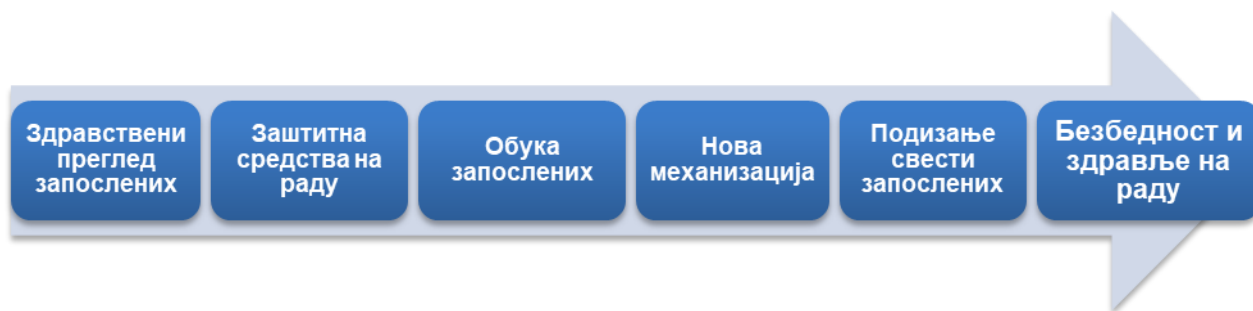 Здравствени
преглед
запослених
Заштитна
средства на
раду
Обука
запослених
Нова
механизација
Подизање
свести
запослених
Безбедност и
здравље на
раду